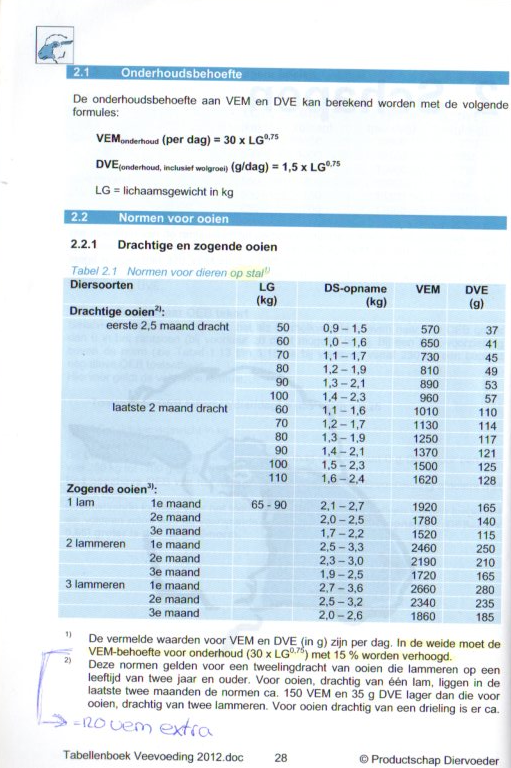 2.1 Onderhoudsbehoefte
De onderhoudsbehoefte aan VEM en DVE kan berekend worden met de volgende
formules:
VEMonderhoud (per dag) = 30 x LG0,75
DVE(onderhoud, inclusief wolgroei) (g/dag) = 1,5 x LG0,75
LG = lichaamsgewicht in kg
2.2 Normen voor ooien
2.2.1 Drachtige en zogende ooien
Tabel 2.1 Normen voor dieren op stal1)
Diersoorten LG DS-opname VEM DVE
(kg) (kg) (g)
Drachtige ooien2):
eerste 2,5 maand dracht 50 0,9 – 1,5 570 37
60 1,0 – 1,6 650 41
70 1,1 – 1,7 730 45
80 1,2 – 1,9 810 49
90 1,3 – 2,1 890 53
100 1,4 – 2,3 960 57
laatste 2 maand dracht 60 1,1 – 1,6 1010 110
70 1,2 – 1,7 1130 114
80 1,3 – 1,9 1250 117
90 1,4 – 2,1 1370 121
100 1,5 – 2,3 1500 125
110 1,6 – 2,4 1620 128
Zogende ooien3):
1 lam 1e maand 65 - 90 2,1 – 2,7 1920 165
2e maand 2,0 – 2,5 1780 140
3e maand 1,7 – 2,2 1520 115
2 lammeren 1e maand 2,5 – 3,3 2460 250
2e maand 2,3 – 3,0 2190 210
3e maand 1,9 – 2,5 1720 165
3 lammeren 1e maand 2,7 – 3,6 2660 280
2e maand 2,5 – 3,2 2340 235
3e maand 2,0 – 2,6 1860 185
1) De vermelde waarden voor VEM en DVE (in g) zijn per dag. In de weide moet de
VEM-behoefte voor onderhoud (30 x LG0,75) met 15 % worden verhoogd.
2) Deze normen gelden voor een tweelingdracht van ooien die lammeren op een
leeftijd van twee jaar en ouder. Voor ooien, drachtig van één lam, liggen in de
laatste twee maanden de normen ca. 150 VEM en 35 g DVE lager dan die voor
ooien, drachtig van twee lammeren. Voor ooien drachtig van een drieling is er ca.
= 120 vem extra
Tabellenboek Veevoeding 2012.doc 28 © Productschap Diervoeder